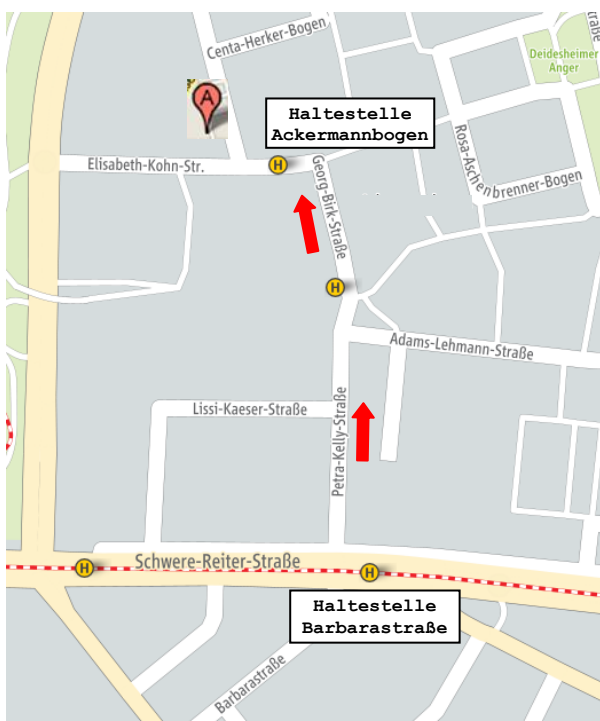 Centa-Herker-Bogen
Deidesheimer
Anger
A
Haltestelle
Ackermannbogen
Elisabeth-Kohn-Str.
H
Georg-Birk-Straße
Rosa-Aschenbrenner-Bogen
H
Adams-Lehmann-Straße
Lissi-Kaeser-Straße
Petra-Kelly-Straße
Schwere-Reiter-Straße
H
H
Haltestelle
Barbarastraße
Barbarastraße